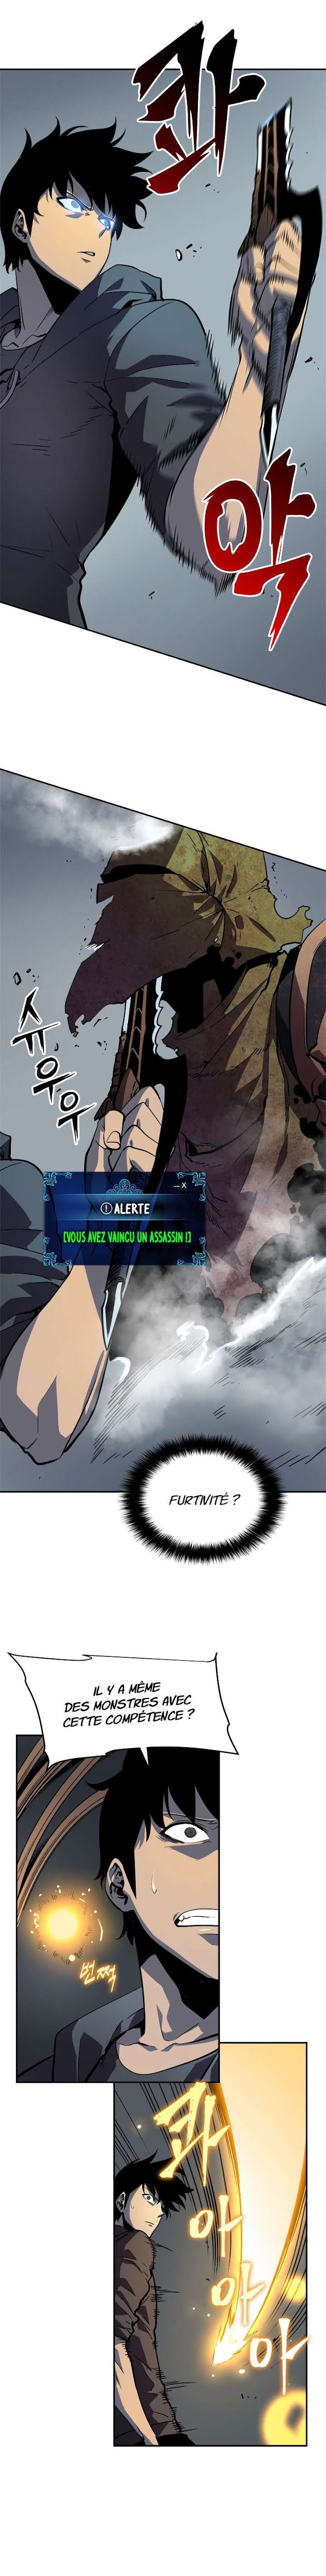 콰
악
슈우우
! ALERTE
– X
[VOUS AVEZ VAINCU UN ASSASSIN !]
FURTIVITÉ ?
IL Y A MÊME
DES MONSTRES AVEC
CETTE COMPÉTENCE ?
번쩍
콰
아
아
아